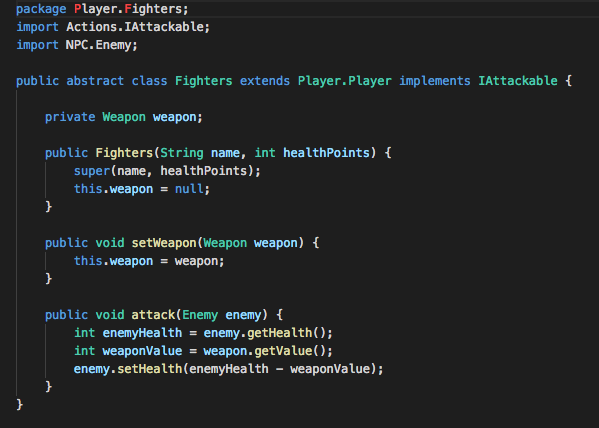 package Player.Fighters;
import Actions.IAttackable;
import NPC.Enemy;

public abstract class Fighters extends Player.Player implements IAttackable {

    private Weapon weapon;

    public Fighters(String name, int healthPoints) {
        super(name, healthPoints);
        this.weapon = null;
    }

    public void setWeapon(Weapon weapon) {
        this.weapon = weapon;
    }

    public void attack(Enemy enemy) {
        int enemyHealth = enemy.getHealth();
        int weaponValue = weapon.getValue();
        enemy.setHealth(enemyHealth - weaponValue);
    }
}